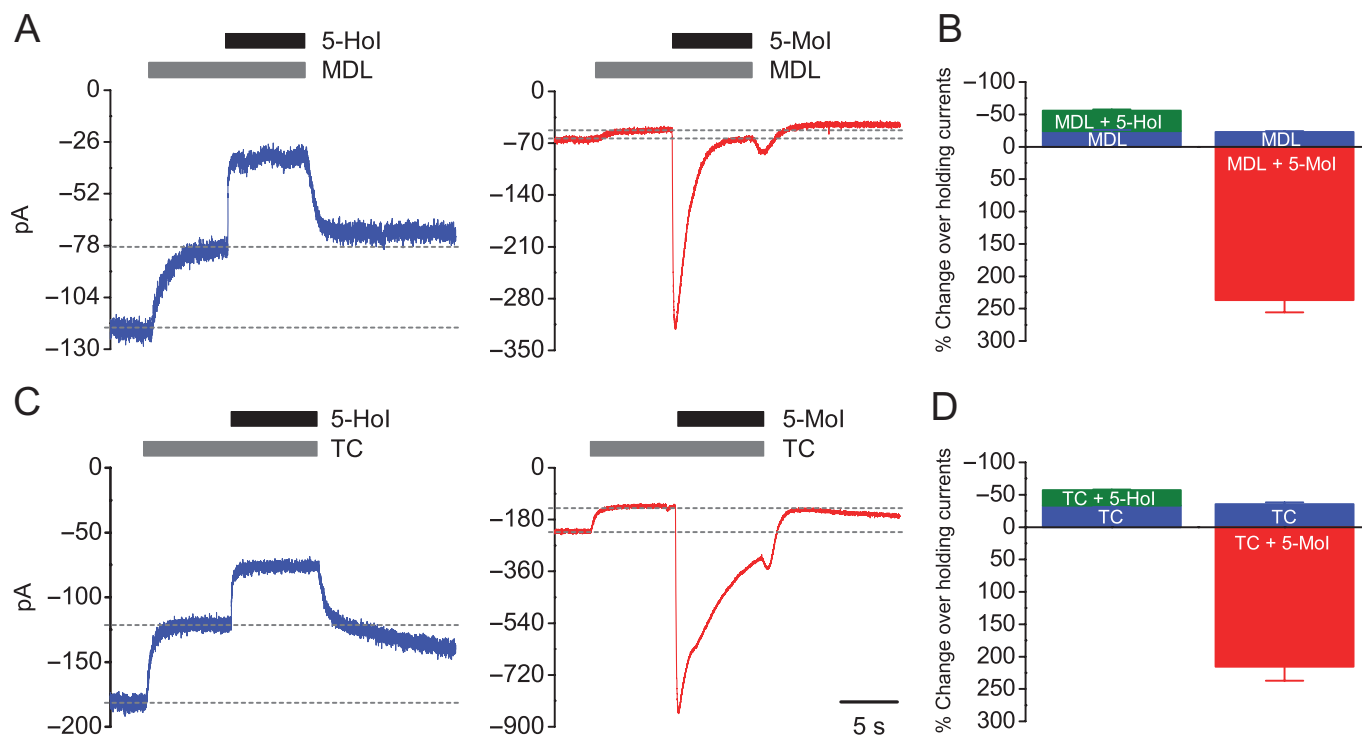 A
5-HoI
MDL
0
−26
−52
−78
−104
−130
pA
5-MoI
MDL
0
−70
−140
−210
−280
−350
B
−100
−50
0
50
100
150
200
250
300
% Change over holding currents
MDL + 5-HoI
MDL
MDL
MDL + 5-MoI
C
5-HoI
TC
0
−50
−100
−150
−200
pA
5-MoI
TC
0
−180
−360
−540
−720
−900
5 s
D
−100
−50
0
50
100
150
200
250
300
% Change over holding currents
TC + 5-HoI
TC
TC
TC + 5-MoI